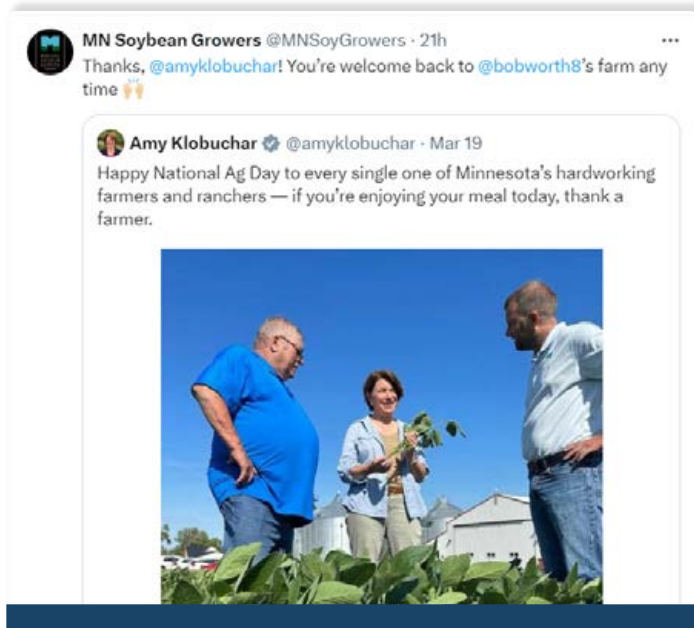 MN Soybean Growers @MNSoyGrowers · 21h
Thanks, @amyklobuchar! You're welcome back to @bobworth8's farm any
time 🙌🏻
Amy Klobuchar @amyklobuchar · Mar 19
Happy National Ag Day to every single one of Minnesota's hardworking
farmers and ranchers — if you're enjoying your meal today, thank a
farmer.